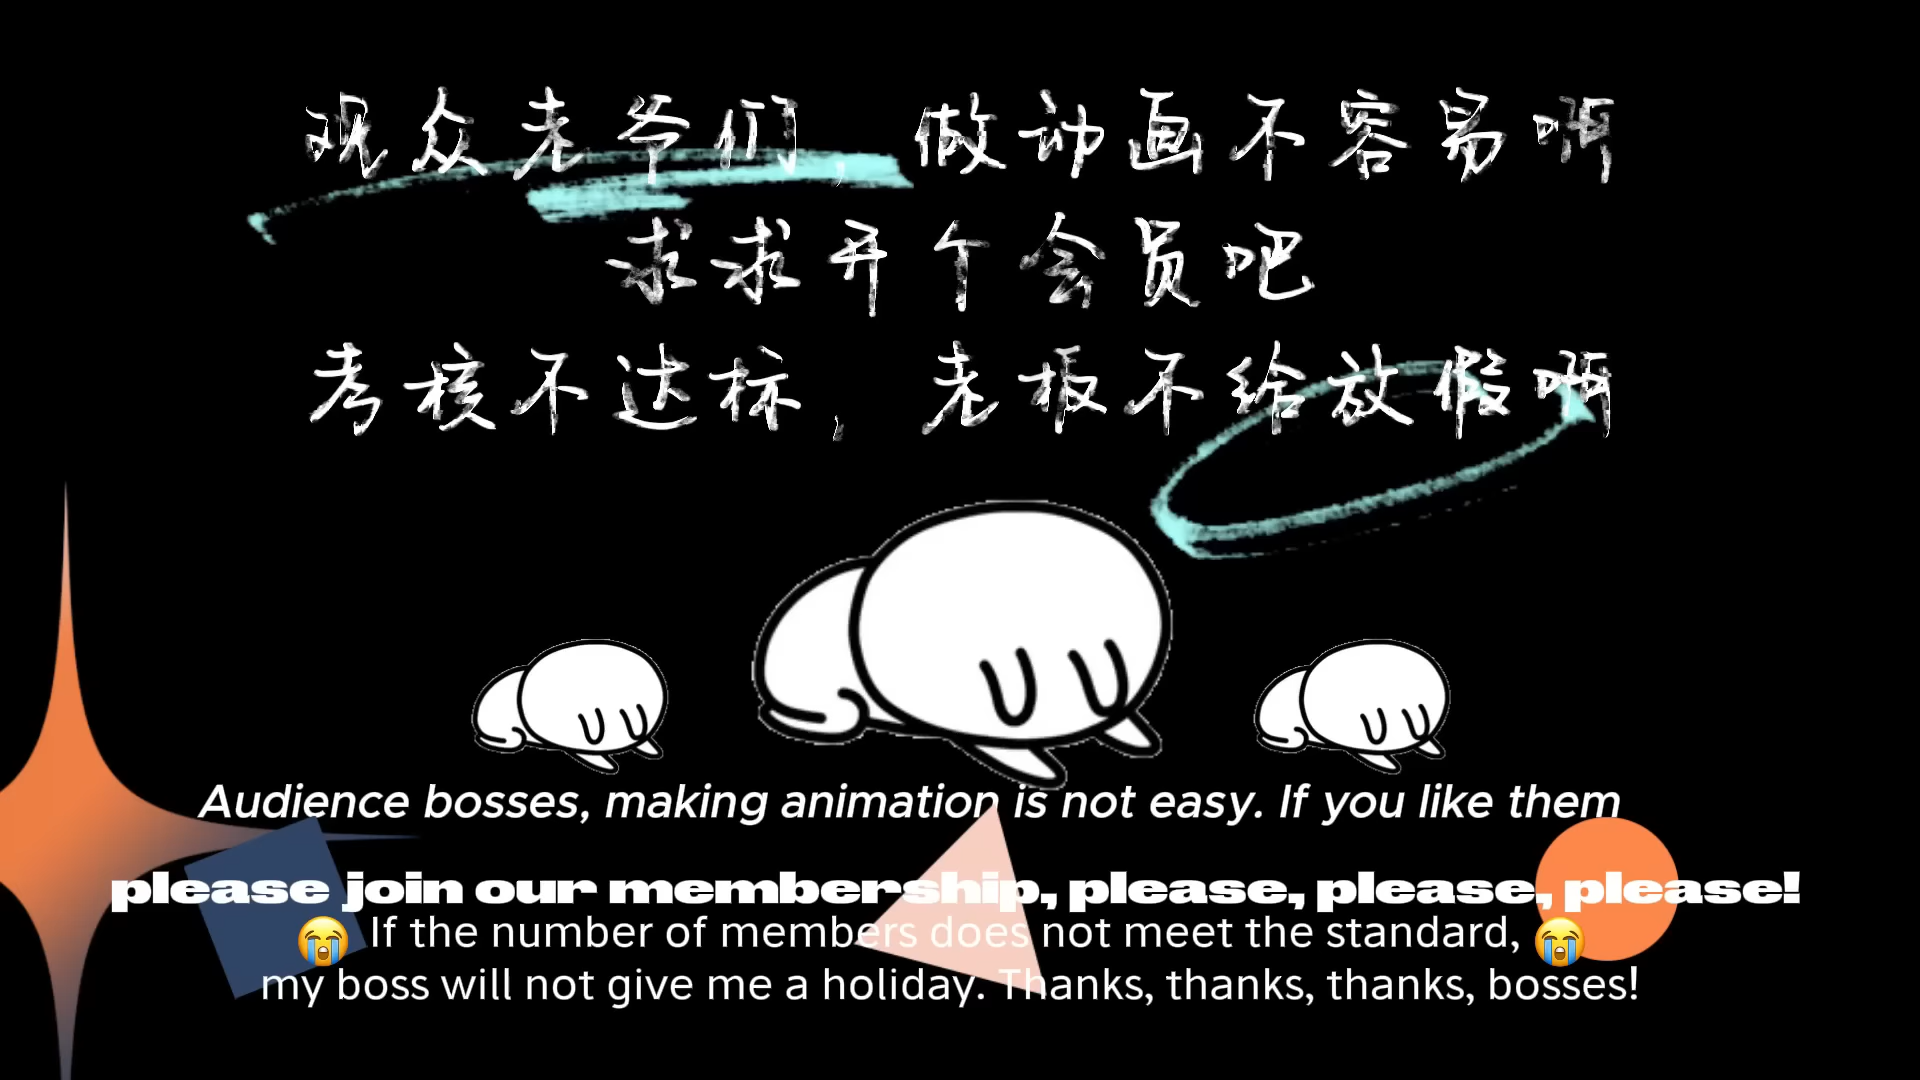 观众老爷们，做动画不容易啊
求求开个会员吧
考核不达标，老板不给放假啊
Audience bosses, making animation is not easy. If you like them
please join our membership, please, please, please!
😭 If the number of members does not meet the standard, 😭
my boss will not give me a holiday. Thanks, thanks, thanks, bosses!